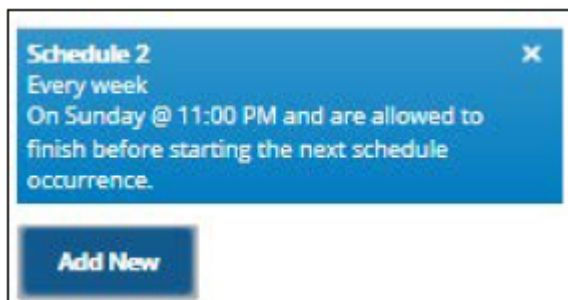 Schedule 2
Every week
On Sunday @ 11:00 PM and are allowed to
finish before starting the next schedule
occurrence.
Add New